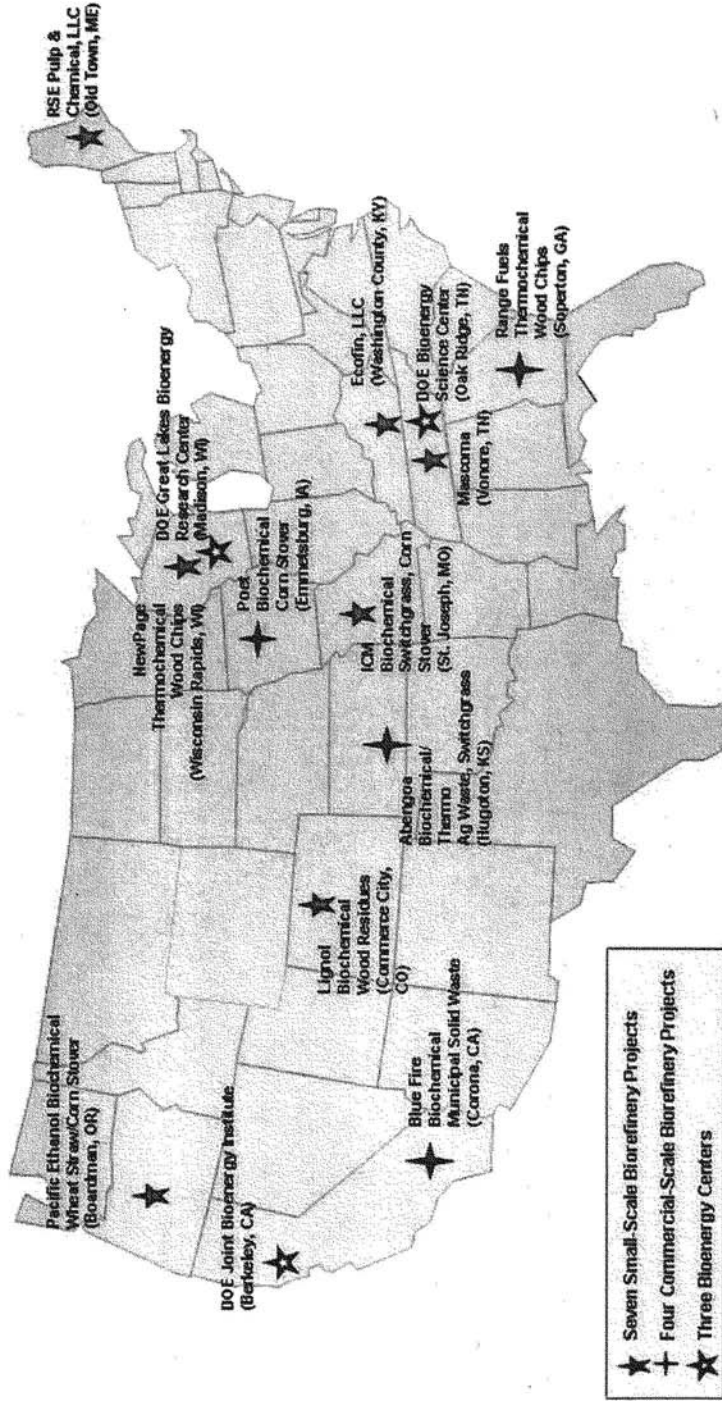 Pacific Ethanol Biochemical
Wheat Straw/Corn Stover
(Boardman, OR)
DOE Joint Bioenergy Institute
(Berkeley, CA)
Blue Fire
Biochemical
Municipal Solid Waste
(Corona, CA)
Lignol
Biochemical
Wood Residues
(Commerce City,
CO)
Abengoa
Biochemical/
Thermo
Ag Waste, Switchgrass
(Hugoton, KS)
NewPage
Thermochemical
Wood Chips
(Wisconsin Rapids, WI)
DOE Great Lakes Bioenergy
Research Center
(Madison, WI)
Poet
Biochemical
Corn Stover
(Emmetsburg, IA)
ICM
Biochemical
Switchgrass, Corn
Stover
(St. Joseph, MO)
Ecofin, LLC
(Washington County, KY)
DOE Bioenergy
Science Center
(Oak Ridge, TN)
Mascoma
(Vonore, TN)
Range Fuels
Thermochemical
Wood Chips
(Soperton, GA)
RSE Pulp &
Chemical, LLC
(Old Town, ME)
Seven Small-Scale Biorefinery Projects
Four Commercial-Scale Biorefinery Projects
Three Bioenergy Centers